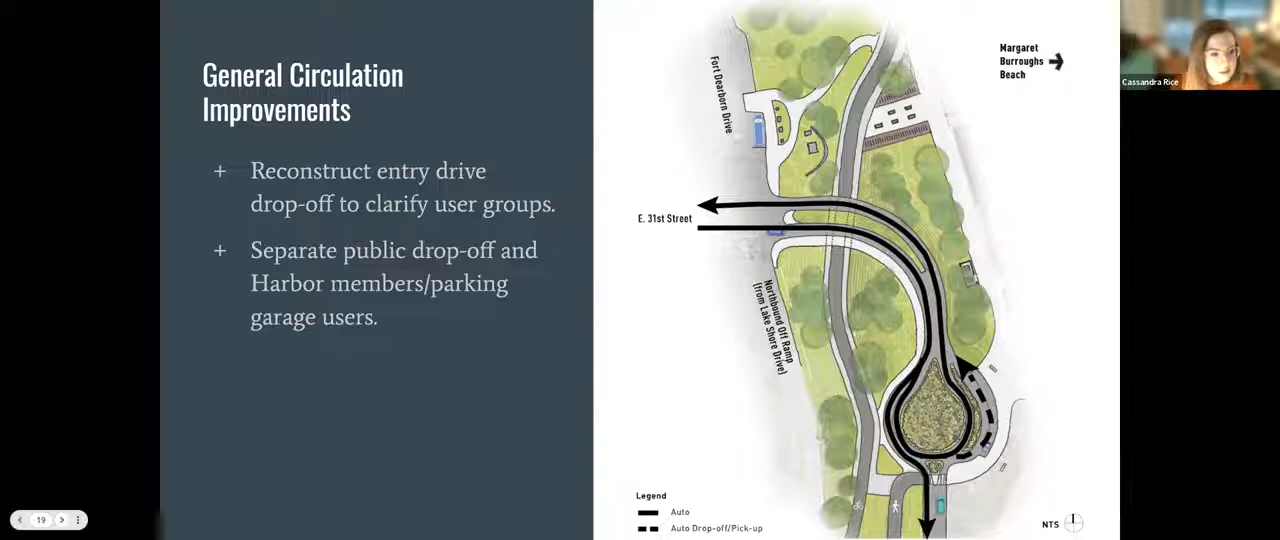 General Circulation
Improvements
+ Reconstruct entry drive
drop-off to clarify user groups.
+ Separate public drop-off and
Harbor members/parking
garage users.
Fort Dearborn Drive
Margaret
Burroughs
Beach
E. 31st Street
Northbound Off Ramp
(from Lake Shore Drive)
Legend
Auto
Auto Drop-off/Pick-up
NTS
Cassandra Rice
19